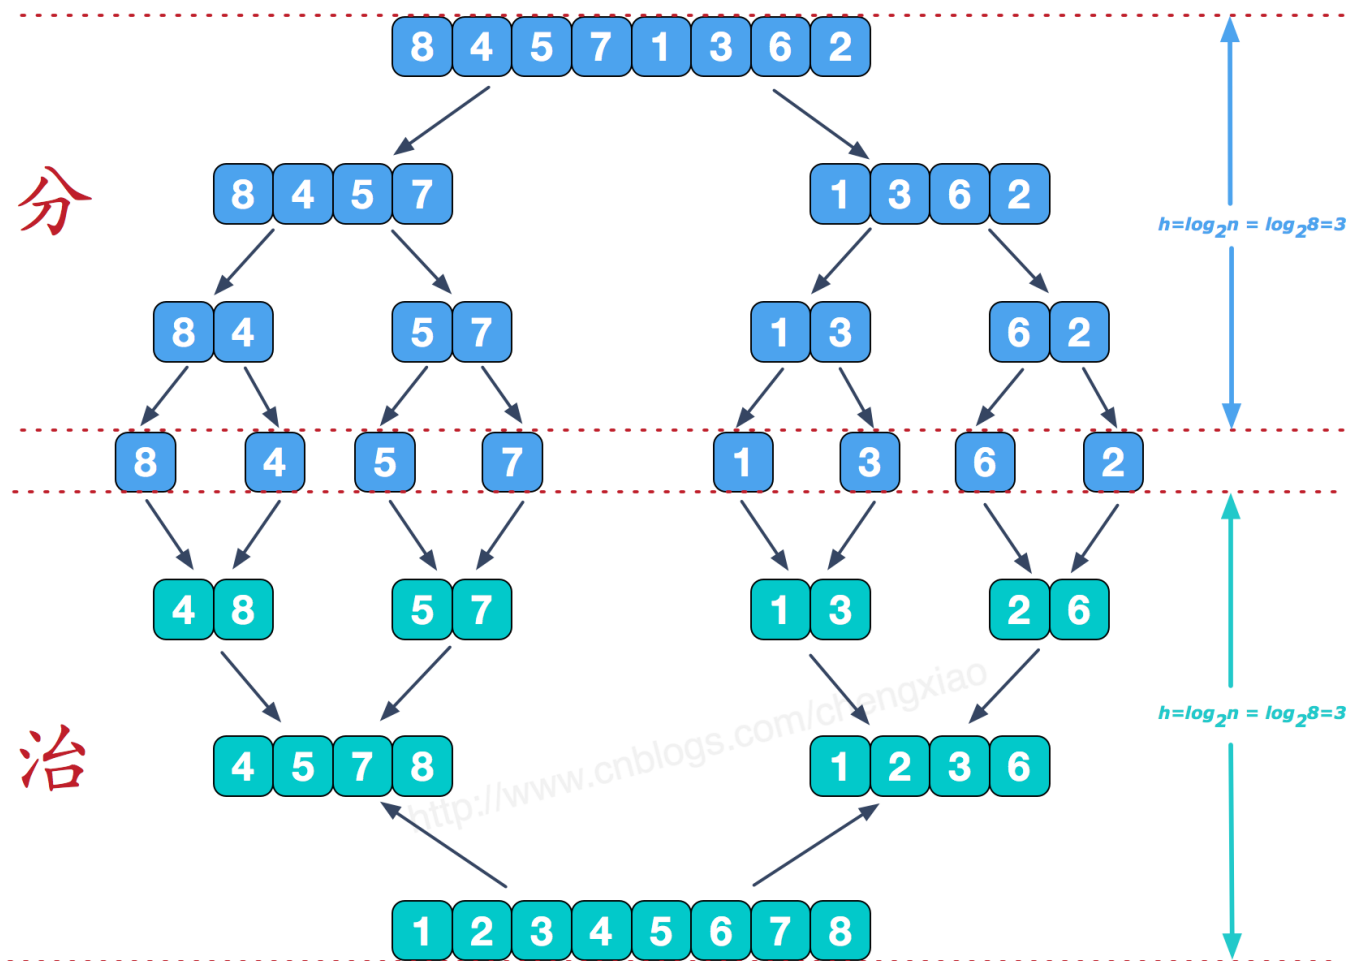 8 4 5 7 1 3 6 2
分
8 4 5 7
1 3 6 2
h=log₂n = log₂8=3
8 4
5 7
1 3
6 2
8
4
5
7
1
3
6
2
4 8
5 7
1 3
2 6
http://www.cnblogs.com/chengxiao
h=log₂n = log₂8=3
治
4 5 7 8
1 2 3 6
1 2 3 4 5 6 7 8